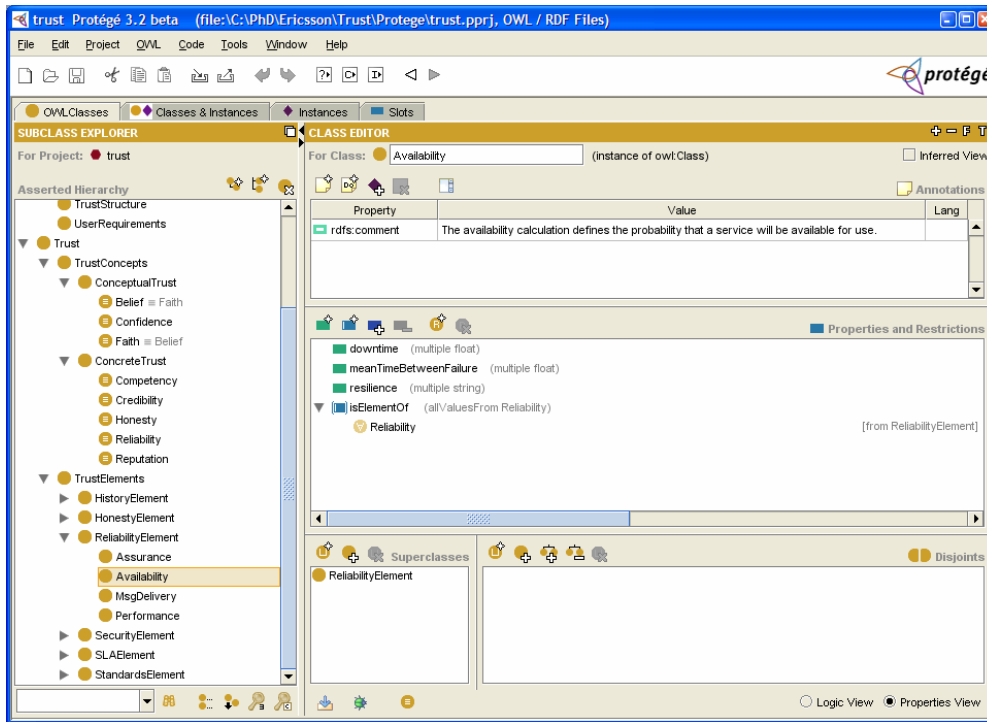 trust Protégé 3.2 beta (file:\C:\PhD\Ericsson\Trust\Protege\trust.pprj, OWL / RDF Files)
File Edit Project OWL Code Tools Window Help
protégé
OWLClasses Classes & Instances Instances Slots
SUBCLASS EXPLORER
For Project: trust
Asserted Hierarchy
TrustStructure
UserRequirements
Trust
TrustConcepts
ConceptualTrust
Belief ≡ Faith
Confidence
Faith ≡ Belief
ConcreteTrust
Competency
Credibility
Honesty
Reliability
Reputation
TrustElements
HistoryElement
HonestyElement
ReliabilityElement
Assurance
Availability
MsgDelivery
Performance
SecurityElement
SLAElement
StandardsElement
CLASS EDITOR
F T
For Class: Availability (instance of owl:Class) Inferred View
Annotations
Property Value Lang
rdfs:comment The availability calculation defines the probability that a service will be available for use.
Properties and Restrictions
downtime (multiple float)
meanTimeBetweenFailure (multiple float)
resilience (multiple string)
isElementOf (allValuesFrom Reliability)
Reliability [from ReliabilityElement]
Superclasses
ReliabilityElement
Disjoints
Logic View Properties View